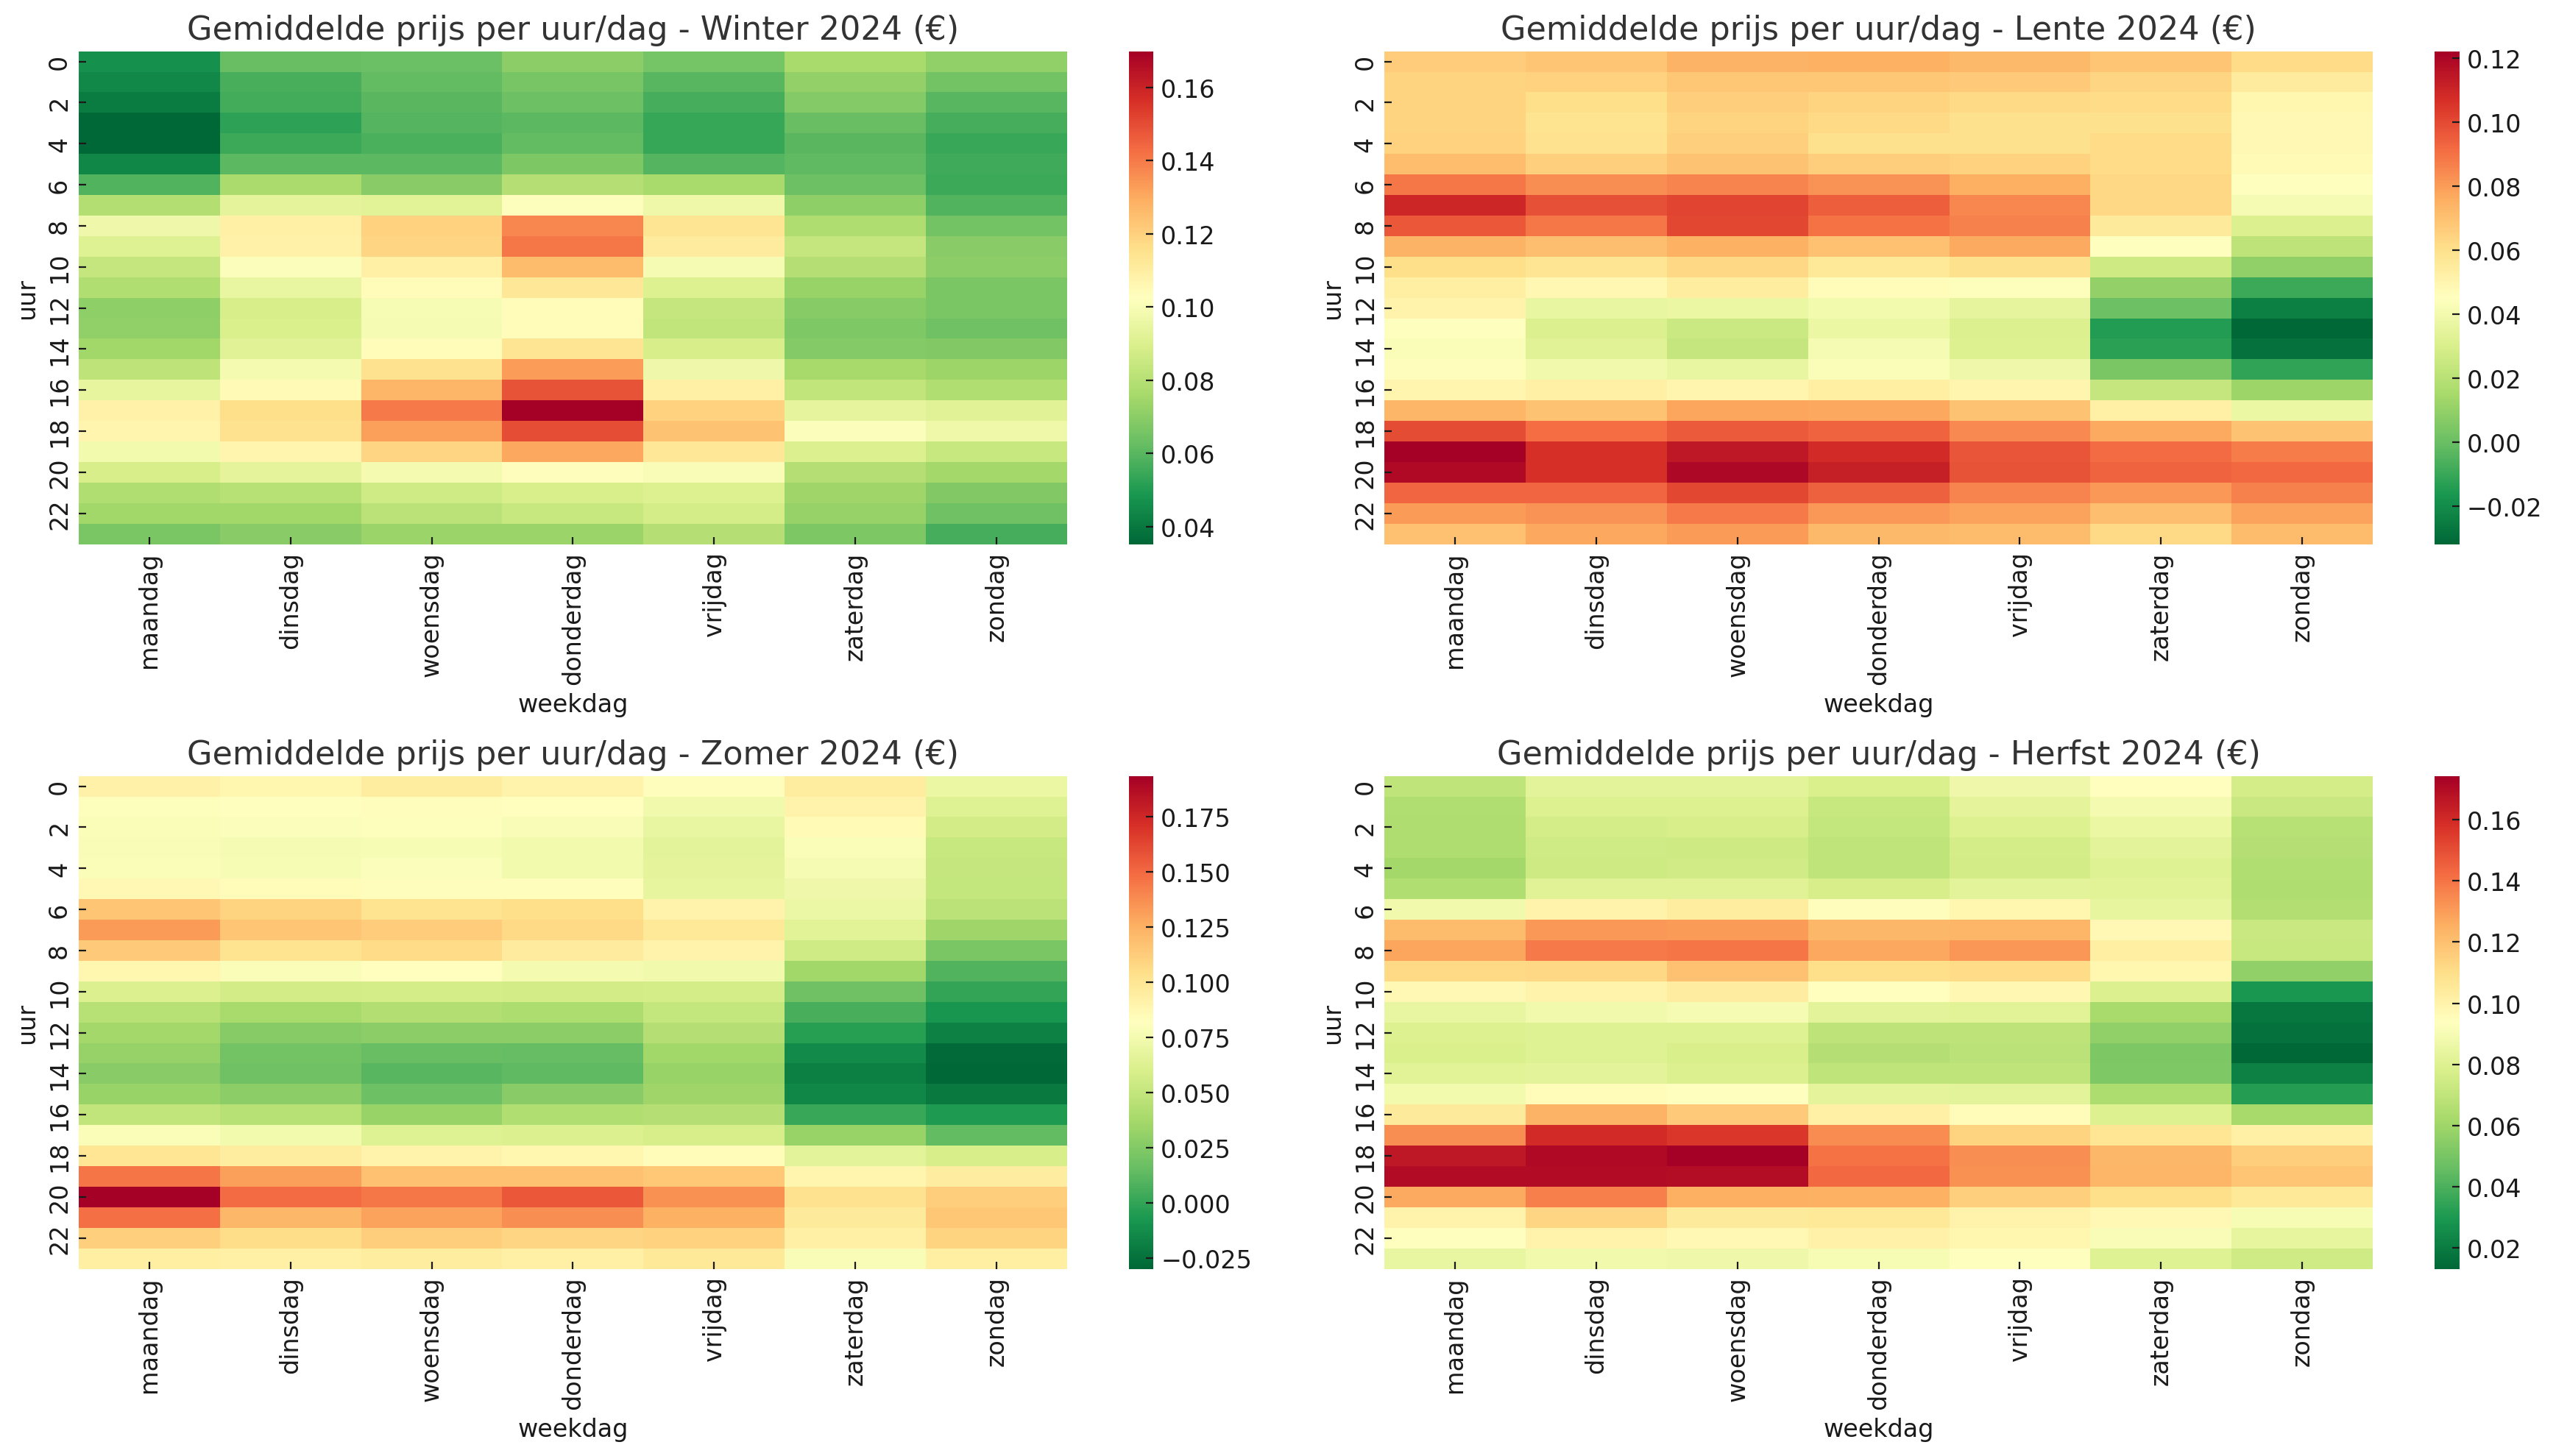 Gemiddelde prijs per uur/dag - Winter 2024 (€)
uur
0
2
4
6
8
10
12
14
16
18
20
22
maandag
dinsdag
woensdag
donderdag
vrijdag
zaterdag
zondag
weekdag
0.16
0.14
0.12
0.10
0.08
0.06
0.04
Gemiddelde prijs per uur/dag - Lente 2024 (€)
uur
0
2
4
6
8
10
12
14
16
18
20
22
maandag
dinsdag
woensdag
donderdag
vrijdag
zaterdag
zondag
weekdag
0.12
0.10
0.08
0.06
0.04
0.02
0.00
−0.02
Gemiddelde prijs per uur/dag - Zomer 2024 (€)
uur
0
2
4
6
8
10
12
14
16
18
20
22
maandag
dinsdag
woensdag
donderdag
vrijdag
zaterdag
zondag
weekdag
0.175
0.150
0.125
0.100
0.075
0.050
0.025
0.000
−0.025
Gemiddelde prijs per uur/dag - Herfst 2024 (€)
uur
0
2
4
6
8
10
12
14
16
18
20
22
maandag
dinsdag
woensdag
donderdag
vrijdag
zaterdag
zondag
weekdag
0.16
0.14
0.12
0.10
0.08
0.06
0.04
0.02